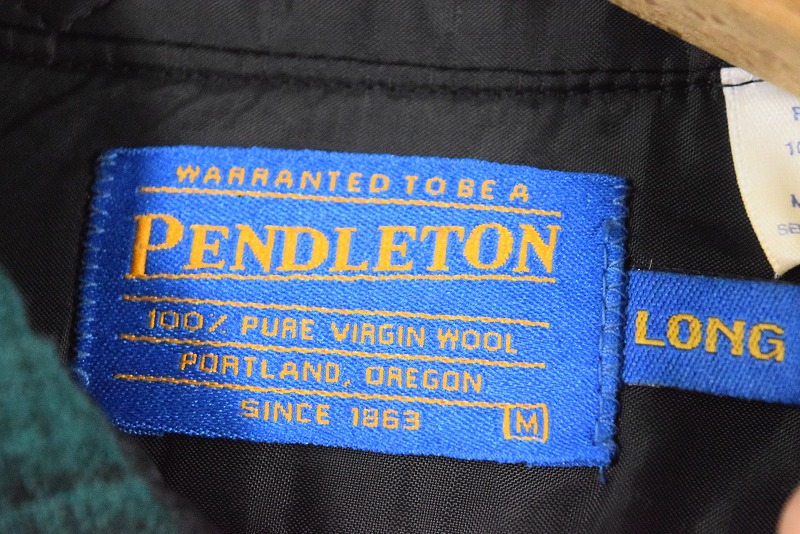 WARRANTED TO BE A
PENDLETON
100% PURE VIRGIN WOOL
PORTLAND, OREGON
SINCE 1863
M
LONG